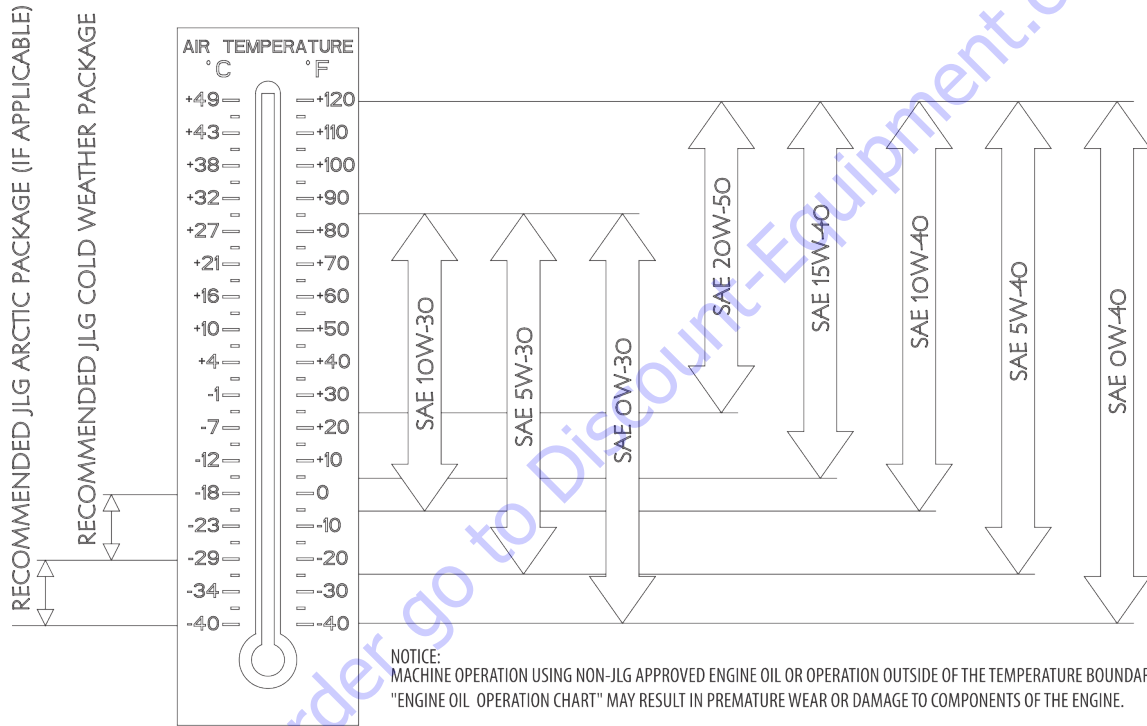 RECOMMENDED JLG ARCTIC PACKAGE (IF APPLICABLE)
RECOMMENDED JLG COLD WEATHER PACKAGE
AIR TEMPERATURE
°C °F
+49 +120
+43 +110
+38 +100
+32 +90
+27 +80
+21 +70
+16 +60
+10 +50
+4 +40
-1 +30
-7 +20
-12 +10
-18 0
-23 -10
-29 -20
-34 -30
-40 -40
SAE 10W-30
SAE 5W-30
SAE 0W-30
SAE 20W-50
SAE 15W-40
SAE 10W-40
SAE 5W-40
SAE 0W-40
NOTICE:
MACHINE OPERATION USING NON-JLG APPROVED ENGINE OIL OR OPERATION OUTSIDE OF THE TEMPERATURE BOUNDAR
"ENGINE OIL OPERATION CHART" MAY RESULT IN PREMATURE WEAR OR DAMAGE TO COMPONENTS OF THE ENGINE.
rder go to Discount-Equipment.c